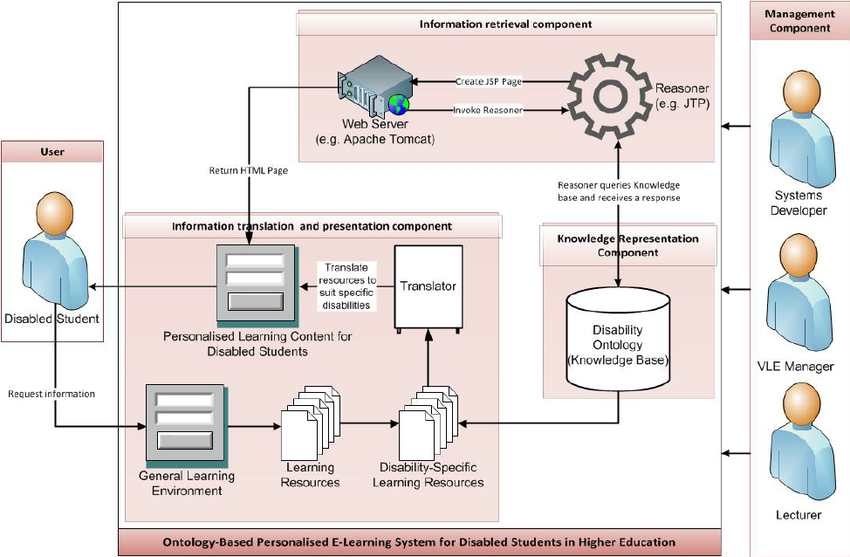 Information retrieval component
Management
Component
Create JSP Page
Invoke Reasoner
Reasoner
(e.g. JTP)
Web Server
(e.g. Apache Tomcat)
Systems
Developer
User
Return HTML Page
Reasoner queries Knowledge
base and receives a response
Information translation and presentation component
Knowledge Representation
Component
Translate
resources to
suit specific
disabilities
Translator
Disabled Student
Personalised Learning Content for
Disabled Students
Disability
Ontology
(Knowledge Base)
VLE Manager
Request information
General Learning
Environment
Learning
Resources
Disability-Specific
Learning Resources
Lecturer
Ontology-Based Personalised E-Learning System for Disabled Students in Higher Education